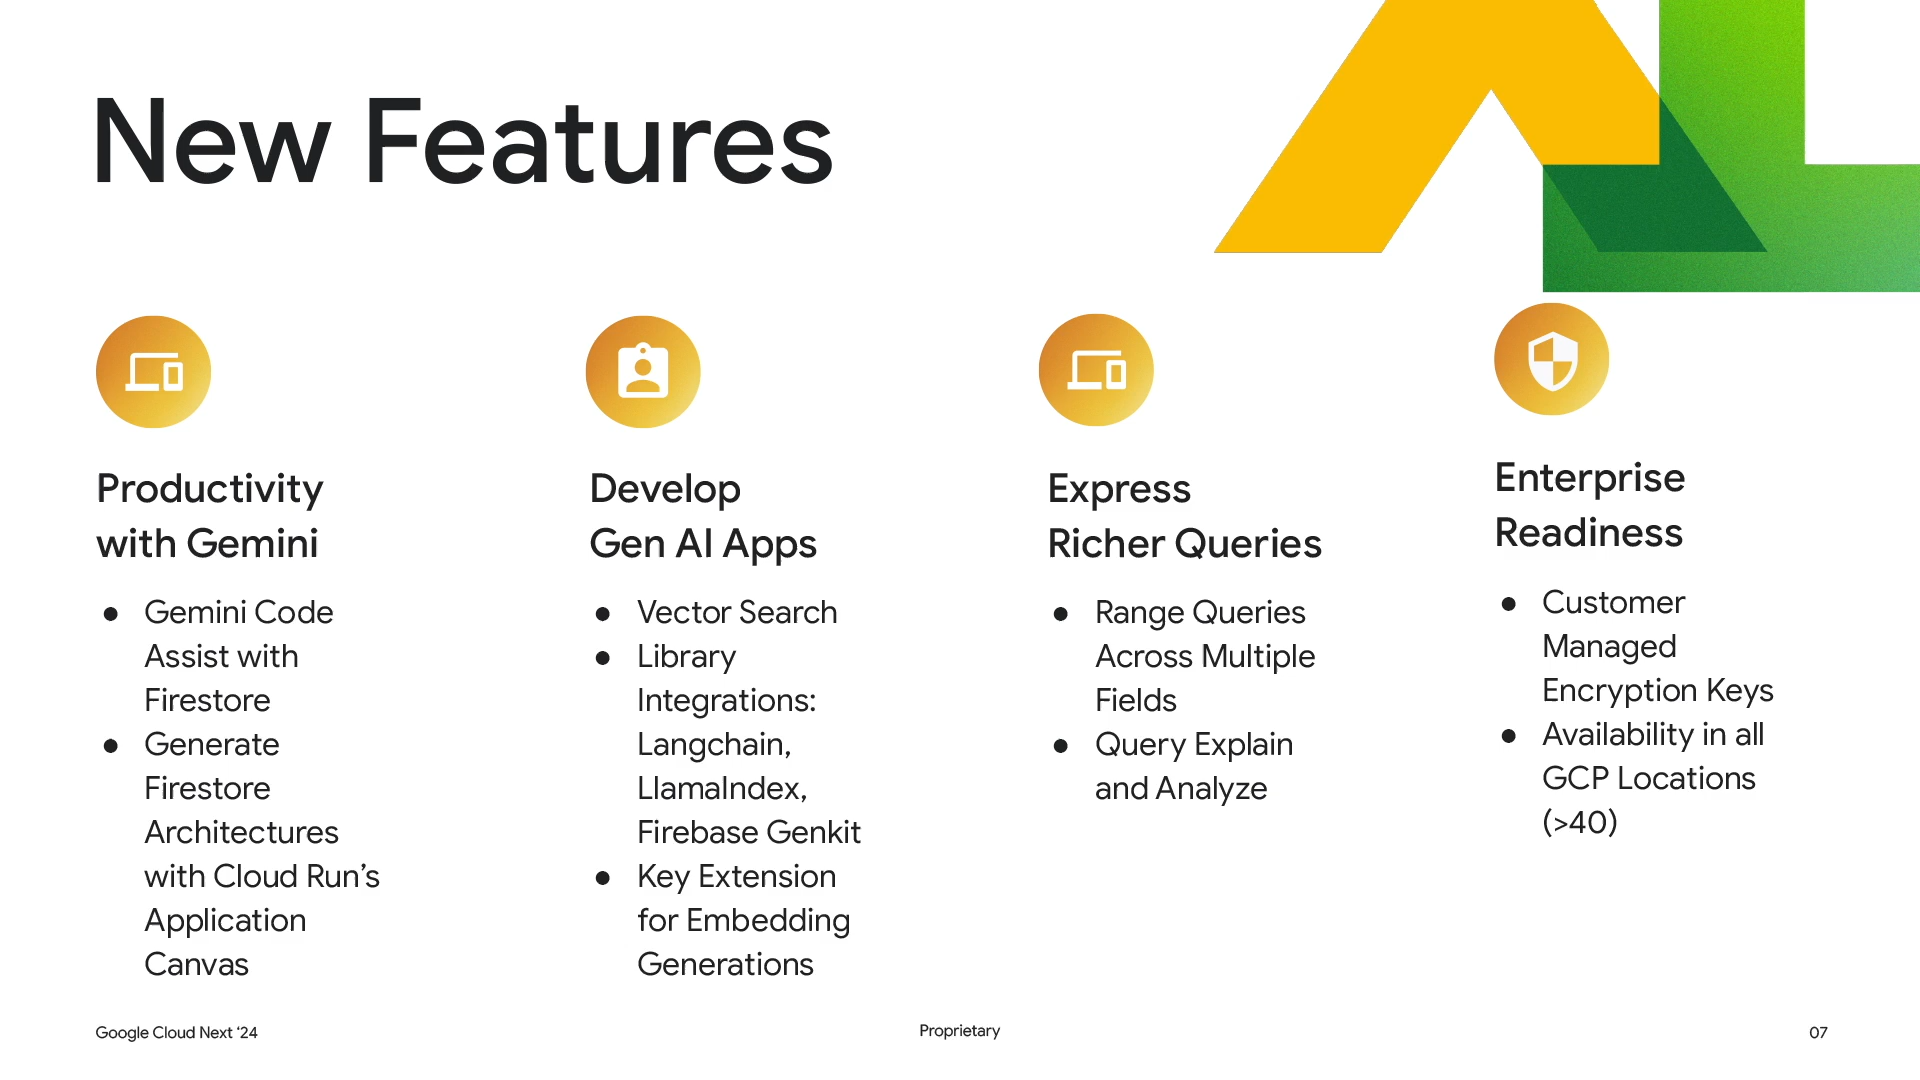 New Features
Productivity
with Gemini
● Gemini Code
Assist with
Firestore
● Generate
Firestore
Architectures
with Cloud Run’s
Application
Canvas
Develop
Gen AI Apps
● Vector Search
● Library
Integrations:
Langchain,
LlamaIndex,
Firebase Genkit
● Key Extension
for Embedding
Generations
Express
Richer Queries
● Range Queries
Across Multiple
Fields
● Query Explain
and Analyze
Enterprise
Readiness
● Customer
Managed
Encryption Keys
● Availability in all
GCP Locations
(>40)
Google Cloud Next ‘24
Proprietary
07